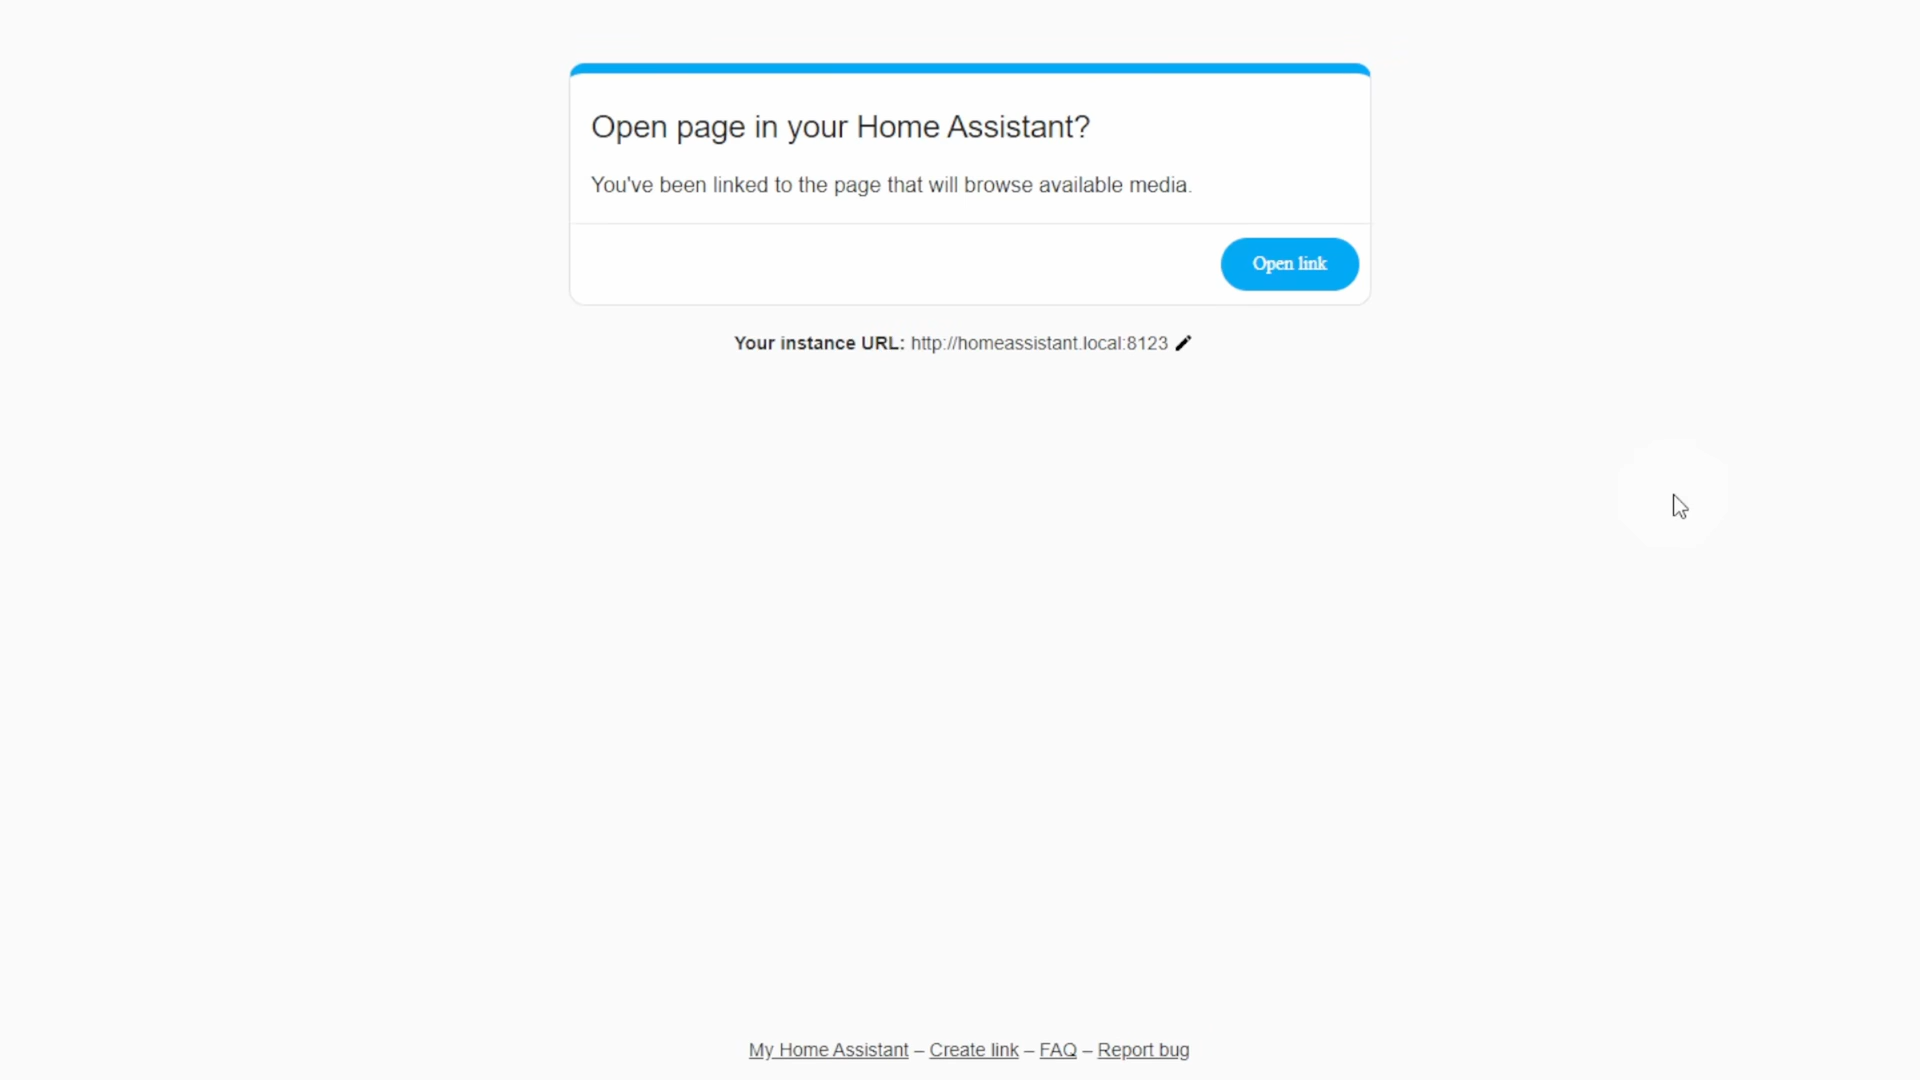 Open page in your Home Assistant?
You've been linked to the page that will browse available media.
Open link
Your instance URL: http://homeassistant.local:8123
My Home Assistant – Create link – FAQ – Report bug